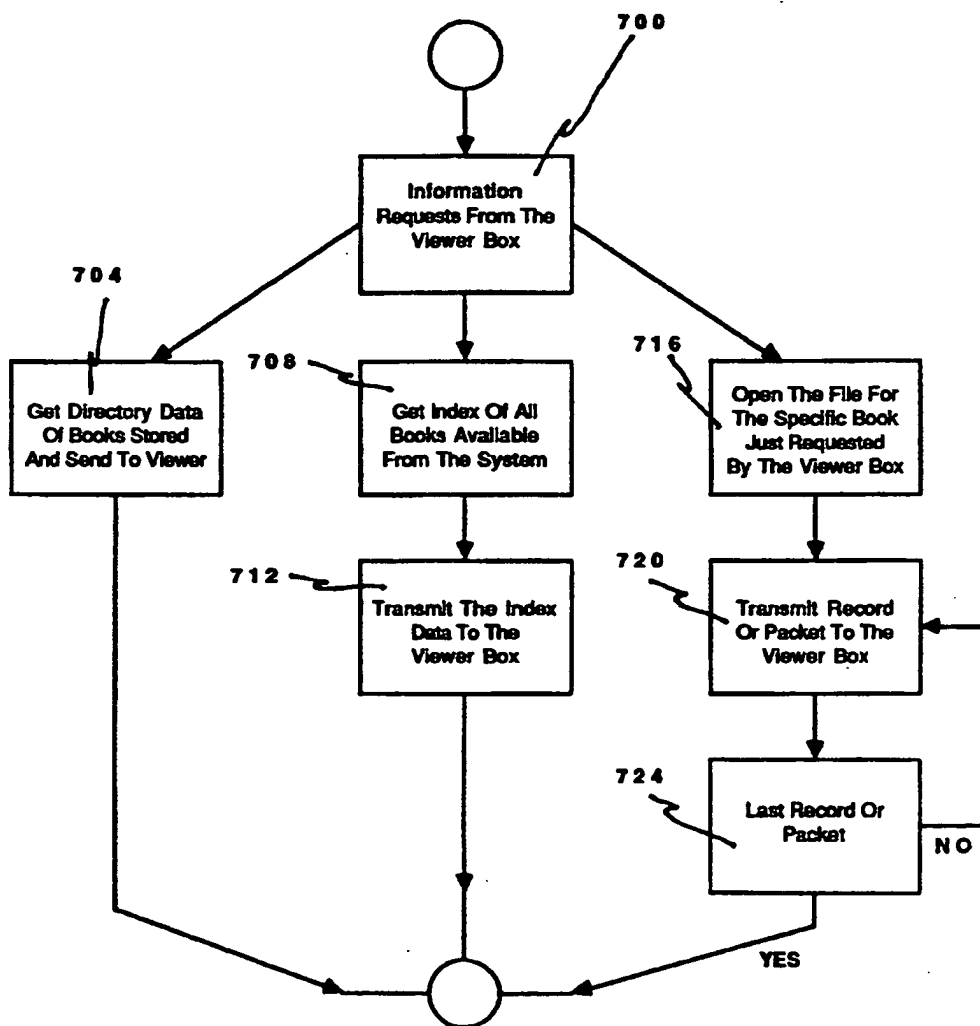 700
Information
Requests From The
Viewer Box
704
Get Directory Data
Of Books Stored
And Send To Viewer
708
Get Index Of All
Books Available
From The System
716
Open The File For
The Specific Book
Just Requested
By The Viewer Box
712
Transmit The Index
Data To The
Viewer Box
720
Transmit Record
Or Packet To The
Viewer Box
724
Last Record Or
Packet
NO
YES